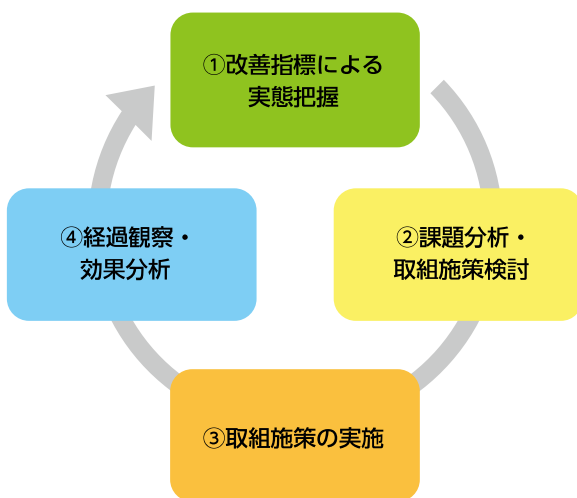 ①改善指標による
実態把握
②課題分析・
取組施策検討
③取組施策の実施
④経過観察・
効果分析